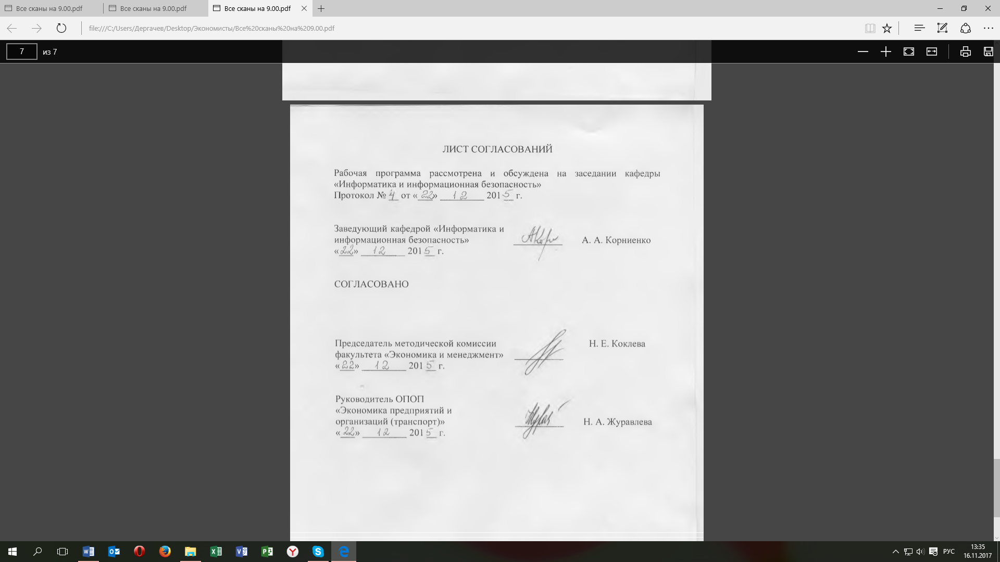 Все сканы на 9.00.pdf
Все сканы на 9.00.pdf
Все сканы на 9.00.pdf
file:///C:/Users/Дергачев/Desktop/Экономисты/Все%20сканы%20на%209.00.pdf
7 из 7
ЛИСТ СОГЛАСОВАНИЙ
Рабочая программа рассмотрена и обсуждена на заседании кафедры
«Информатика и информационная безопасность»
Протокол № 4 от «22» 12 2015 г.
Заведующий кафедрой «Информатика и
информационная безопасность» А. А. Корниенко
«22» 12 2015 г.
СОГЛАСОВАНО
Председатель методической комиссии Н. Е. Коклева
факультета «Экономика и менеджмент»
«22» 12 2015 г.
Руководитель ОПОП
«Экономика предприятий и
организаций (транспорт)» Н. А. Журавлева
«22» 12 2015 г.
РУС
13:35
16.11.2017